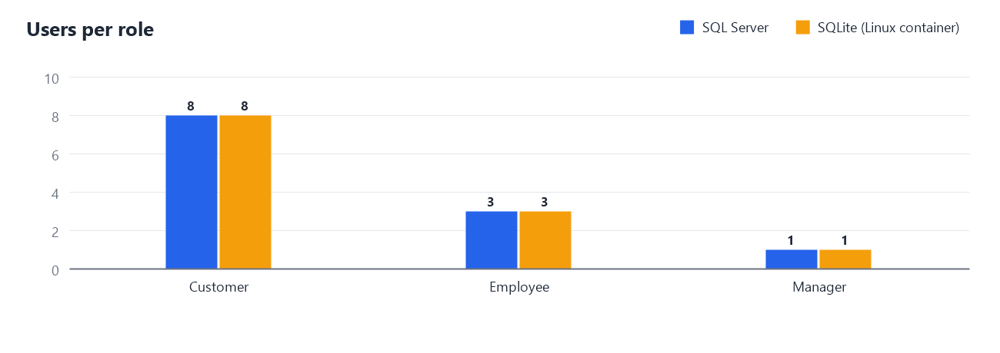 Users per role
SQL Server
SQLite (Linux container)
10
8
6
4
2
0
8
8
3
3
1
1
Customer
Employee
Manager